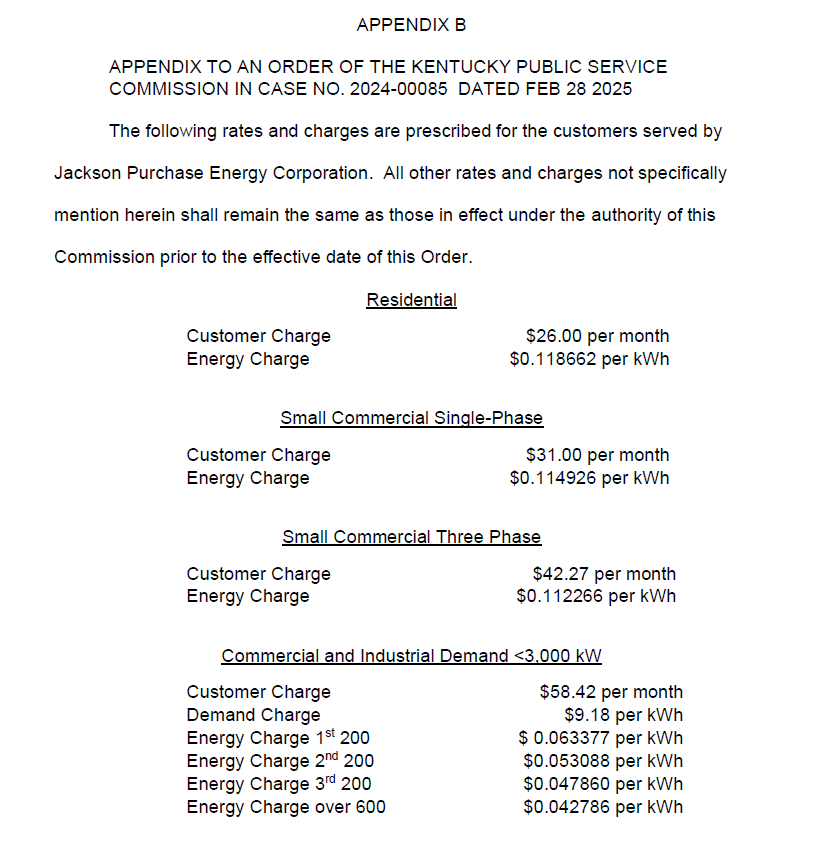 APPENDIX B
APPENDIX TO AN ORDER OF THE KENTUCKY PUBLIC SERVICE
COMMISSION IN CASE NO. 2024-00085 DATED FEB 28 2025
The following rates and charges are prescribed for the customers served by
Jackson Purchase Energy Corporation. All other rates and charges not specifically
mention herein shall remain the same as those in effect under the authority of this
Commission prior to the effective date of this Order.
Residential
Customer Charge $26.00 per month
Energy Charge $0.118662 per kWh
Small Commercial Single-Phase
Customer Charge $31.00 per month
Energy Charge $0.114926 per kWh
Small Commercial Three Phase
Customer Charge $42.27 per month
Energy Charge $0.112266 per kWh
Commercial and Industrial Demand <3,000 kW
Customer Charge $58.42 per month
Demand Charge $9.18 per kWh
Energy Charge 1st 200 $ 0.063377 per kWh
Energy Charge 2nd 200 $0.053088 per kWh
Energy Charge 3rd 200 $0.047860 per kWh
Energy Charge over 600 $0.042786 per kWh